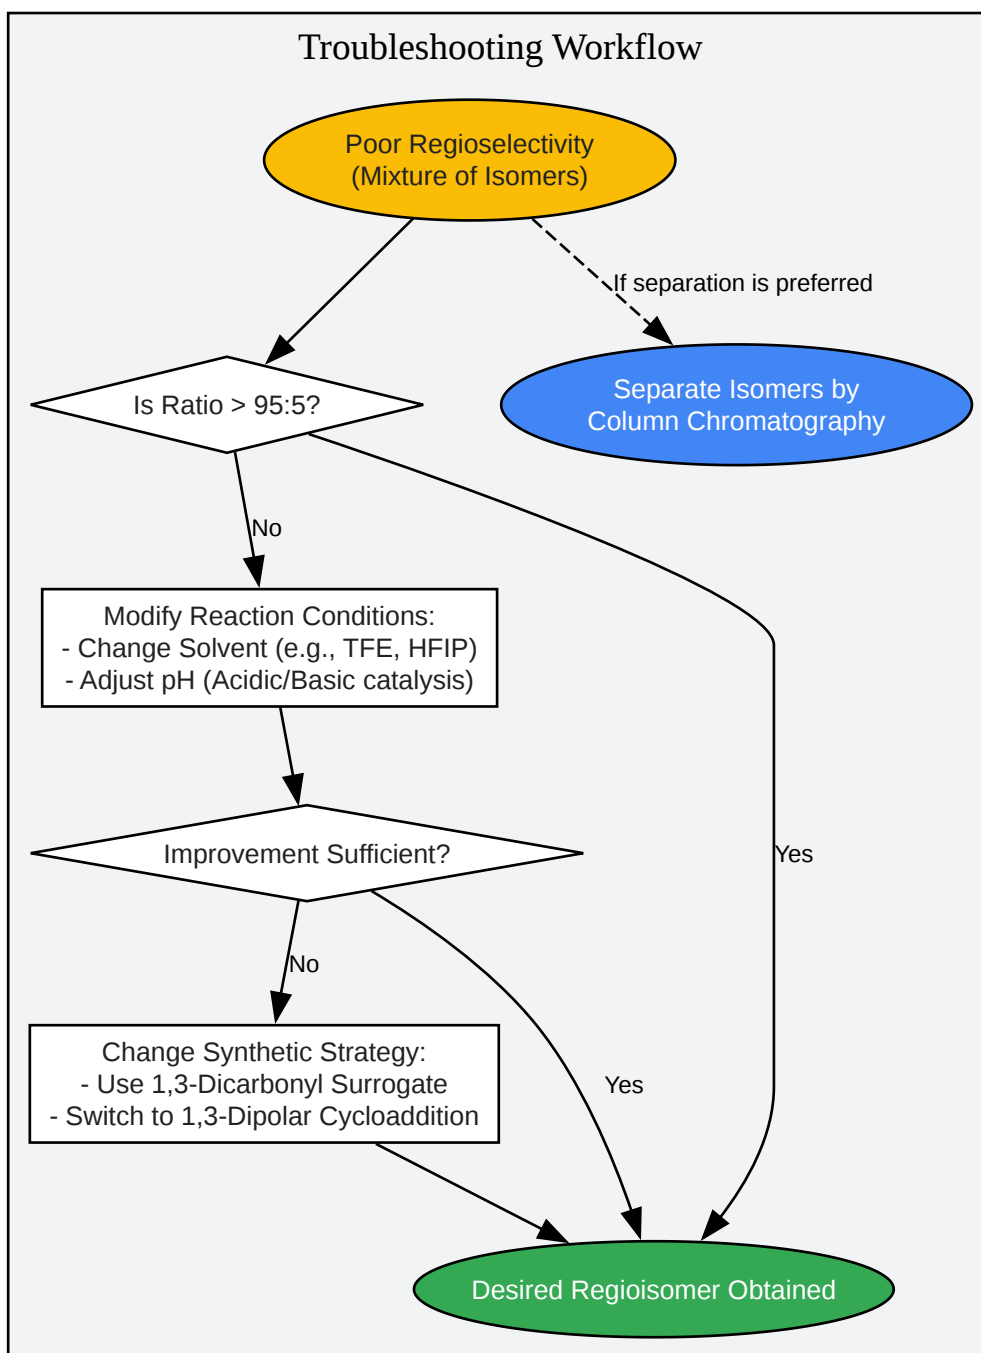 Troubleshooting Workflow
Poor Regioselectivity
(Mixture of Isomers)
If separation is preferred
Is Ratio > 95:5?
Separate Isomers by
Column Chromatography
No
Modify Reaction Conditions:
- Change Solvent (e.g., TFE, HFIP)
- Adjust pH (Acidic/Basic catalysis)
Improvement Sufficient?
Yes
No
Change Synthetic Strategy:
- Use 1,3-Dicarbonyl Surrogate
- Switch to 1,3-Dipolar Cycloaddition
Yes
Desired Regioisomer Obtained